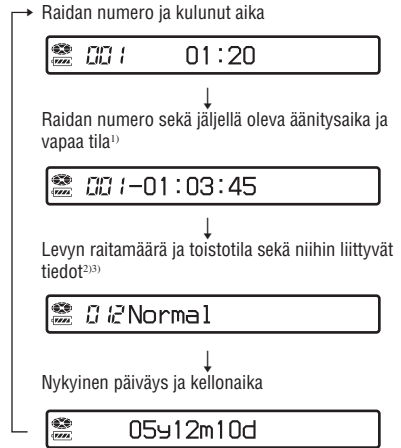 Raidan numero ja kulunut aika
001 01:20
Raidan numero sekä jäljellä oleva äänitysaika ja
vapaa tila1)
001-01:03:45
Levyn raitamäärä ja toistotila sekä niihin liittyvät
tiedot2)3)
012Normal
Nykyinen päiväys ja kellonaika
05y12m10d